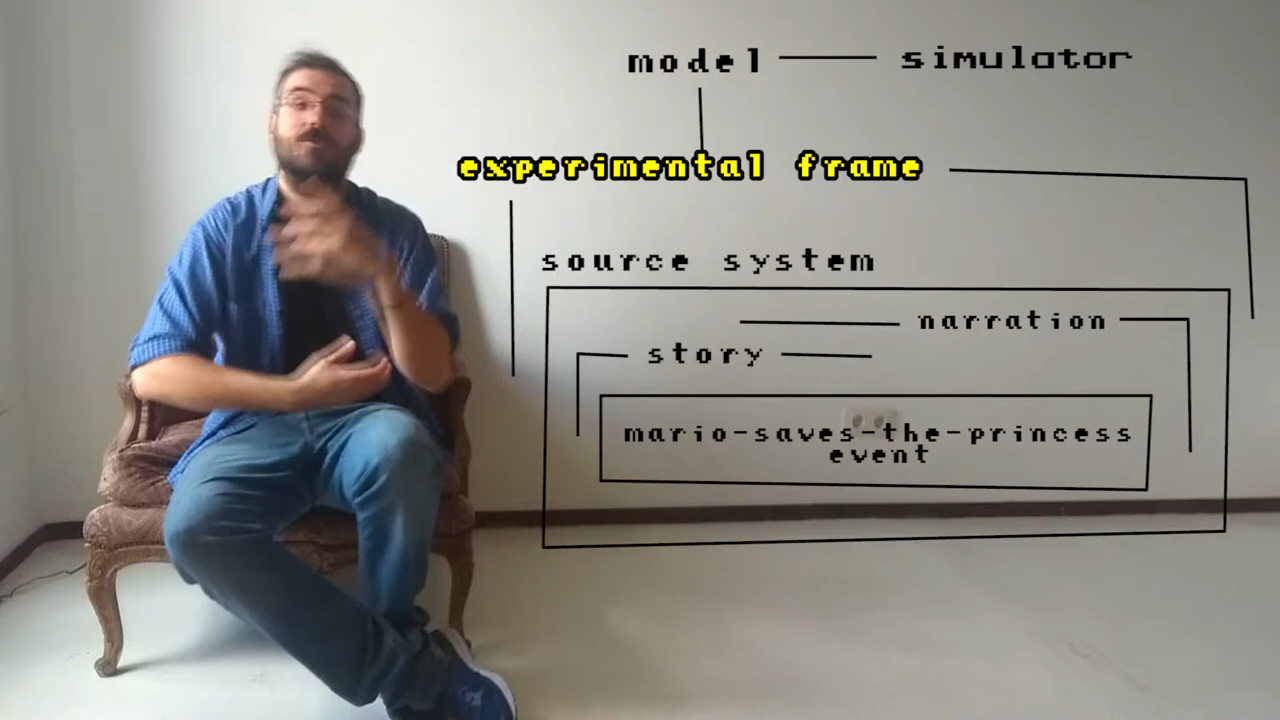 model simulator
experimental frame
source system
narration
story
mario-saves-the-princess
event